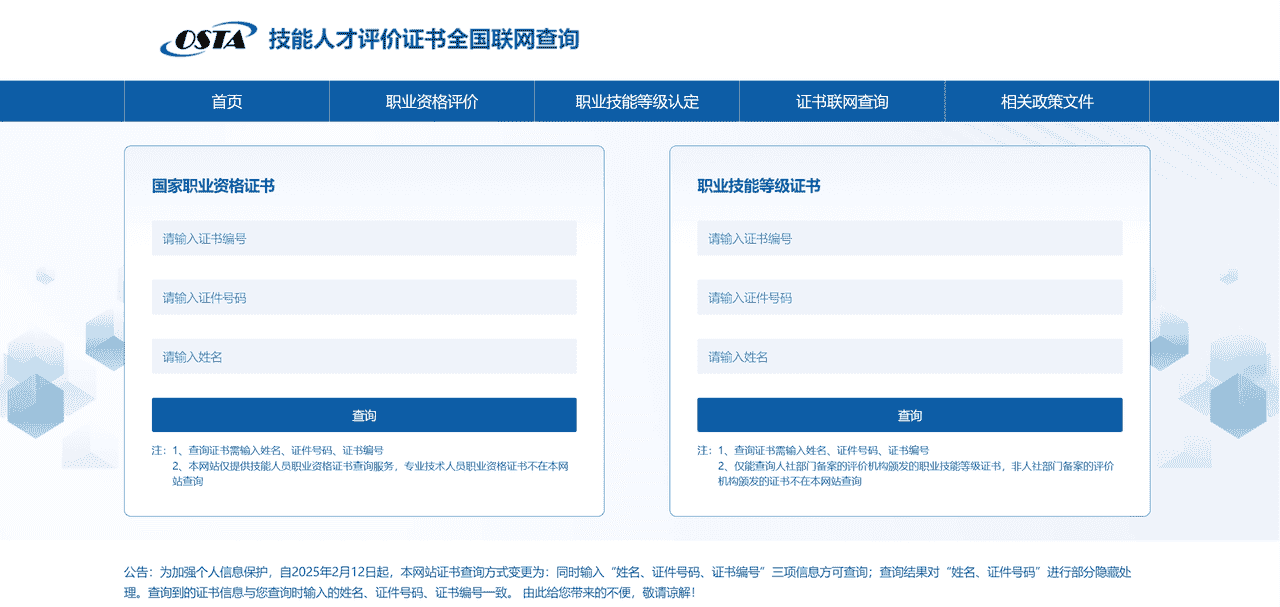 OSTA 技能人才评价证书全国联网查询
首页 职业资格评价 职业技能等级认定 证书联网查询 相关政策文件
国家职业资格证书
请输入证书编号
请输入证件号码
请输入姓名
查询
注：1、查询证书需输入姓名、证件号码、证书编号
2、本网站仅提供技能人员职业资格证书查询服务，专业技术人员职业资格证书不在本网
站查询
职业技能等级证书
请输入证书编号
请输入证件号码
请输入姓名
查询
注：1、查询证书需输入姓名、证件号码、证书编号
2、仅能查询人社部门备案的评价机构颁发的职业技能等级证书，非人社部门备案的评价
机构颁发的证书不在本网站查询
公告：为加强个人信息保护，自2025年2月12日起，本网站证书查询方式变更为：同时输入“姓名、证件号码、证书编号”三项信息方可查询；查询结果对“姓名、证件号码”进行部分隐藏处
理。查询到的证书信息与您查询时输入的姓名、证件号码、证书编号一致。 由此给您带来的不便，敬请谅解！